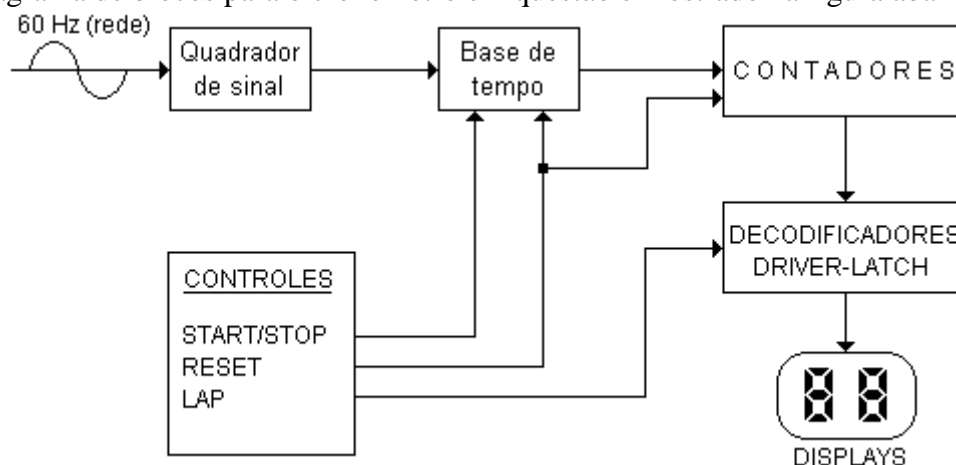 60 Hz (rede)
Quadrador
de sinal
Base de
tempo
CONTADORES
DECODIFICADORES
DRIVER-LATCH
CONTROLES
START/STOP
RESET
LAP
DISPLAYS